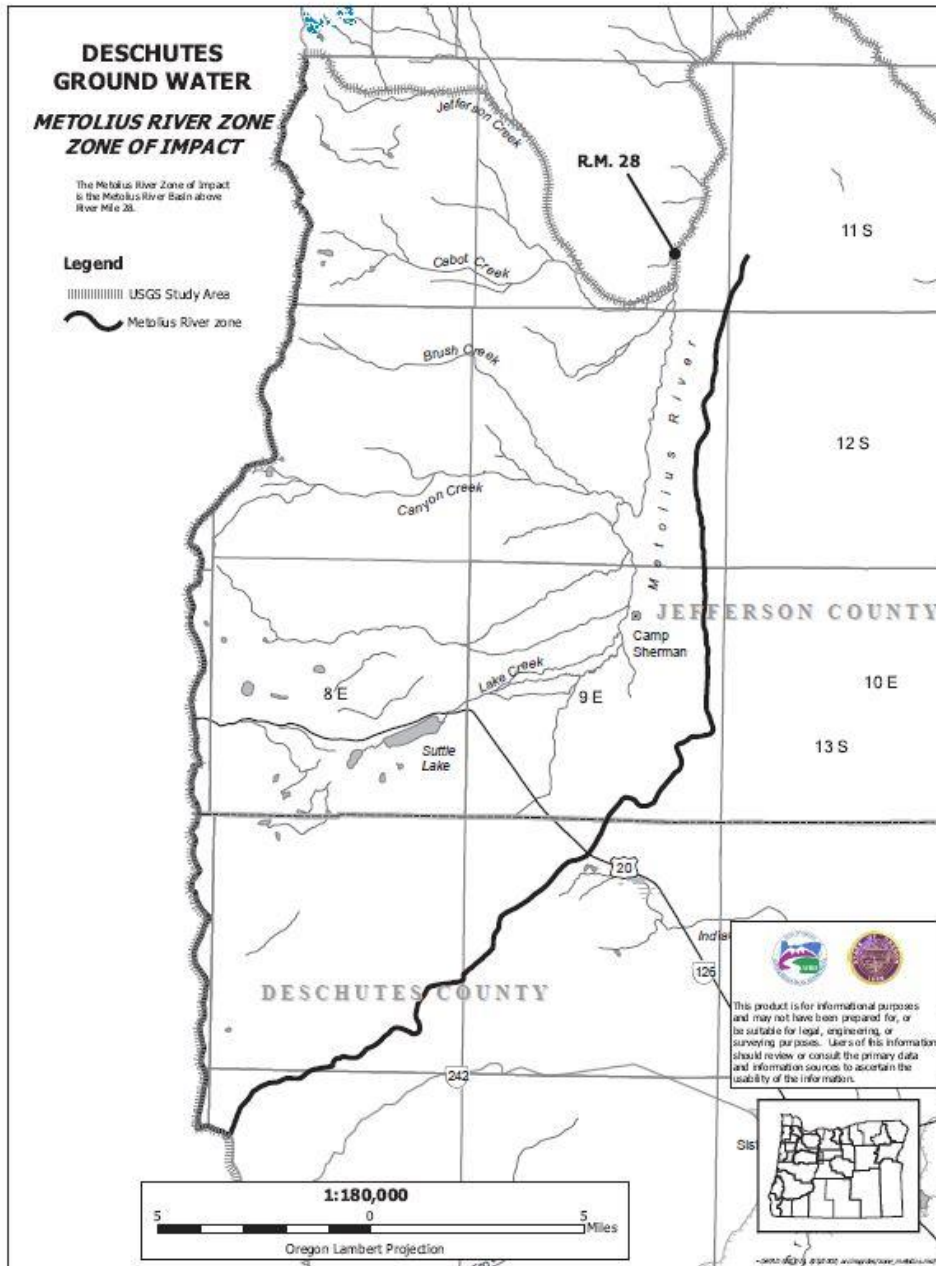 DESCHUTES
GROUND WATER
METOLIUS RIVER ZONE
ZONE OF IMPACT
The Metolius River Zone of Impact
is the Metolius River Basin above
River Mile 28.
Legend
USGS Study Area
Metolius River zone
Jefferson Creek
R.M. 28
11 S
Cabot Creek
Brush Creek
Metolius River
12 S
Canyon Creek
JEFFERSON COUNTY
Camp
Sherman
Lake Creek
8 E
9 E
10 E
13 S
Suttle
Lake
20
126
DESCHUTES COUNTY
242
This product is for informational purposes
and may not have been prepared for, or
be suitable for legal, engineering, or
surveying purposes. Users of this information
should review or consult the primary data
and information sources to ascertain the
usability of the information.
1:180,000
5 0 5
Miles
Oregon Lambert Projection